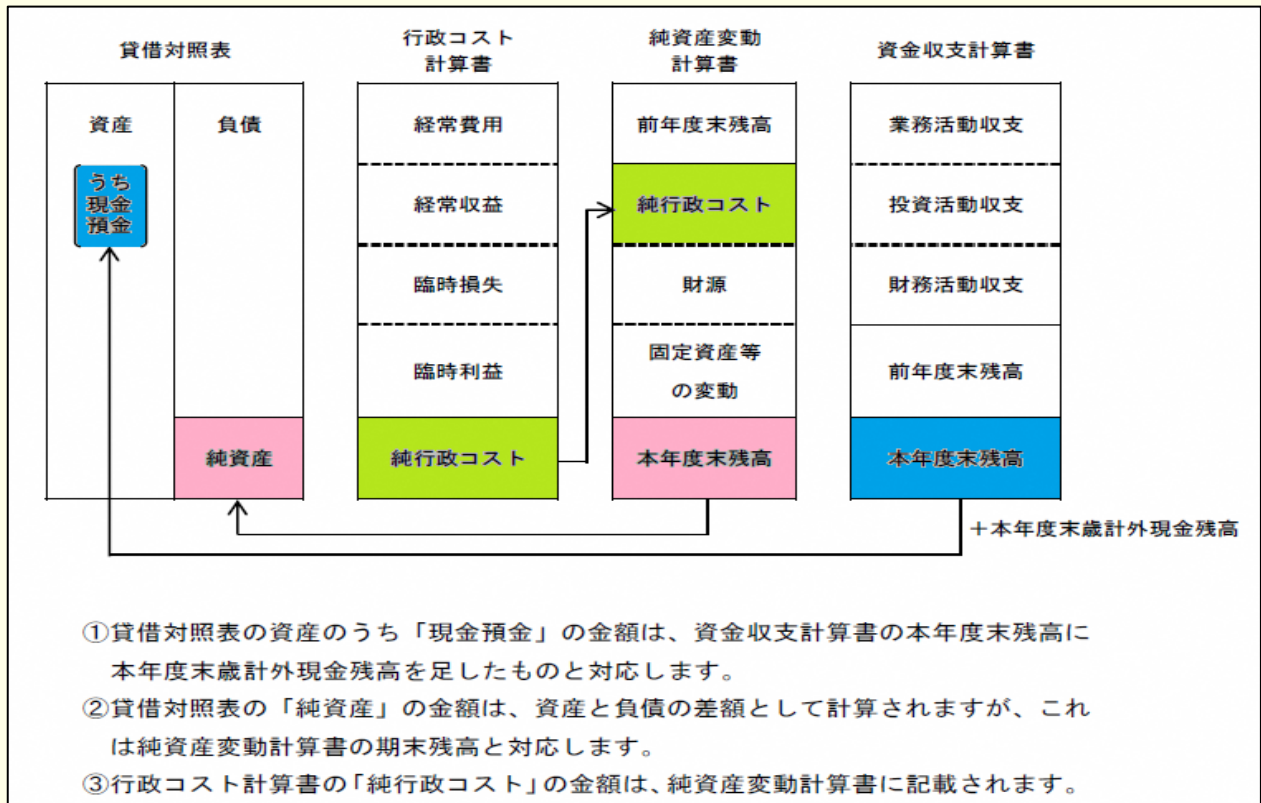 貸借対照表
行政コスト
計算書
純資産変動
計算書
資金収支計算書
資産
負債
うち
現金
預金
純資産
経常費用
経常収益
臨時損失
臨時利益
純行政コスト
前年度末残高
純行政コスト
財源
固定資産等
の変動
本年度末残高
業務活動収支
投資活動収支
財務活動収支
前年度末残高
本年度末残高
＋本年度末歳計外現金残高
①貸借対照表の資産のうち「現金預金」の金額は、資金収支計算書の本年度末残高に
本年度末歳計外現金残高を足したものと対応します。
②貸借対照表の「純資産」の金額は、資産と負債の差額として計算されますが、これ
は純資産変動計算書の期末残高と対応します。
③行政コスト計算書の「純行政コスト」の金額は、純資産変動計算書に記載されます。